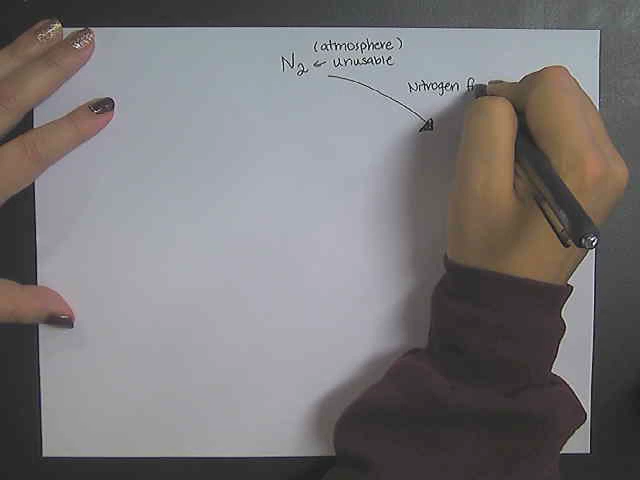 (atmosphere)
N₂ ← unusable
Nitrogen